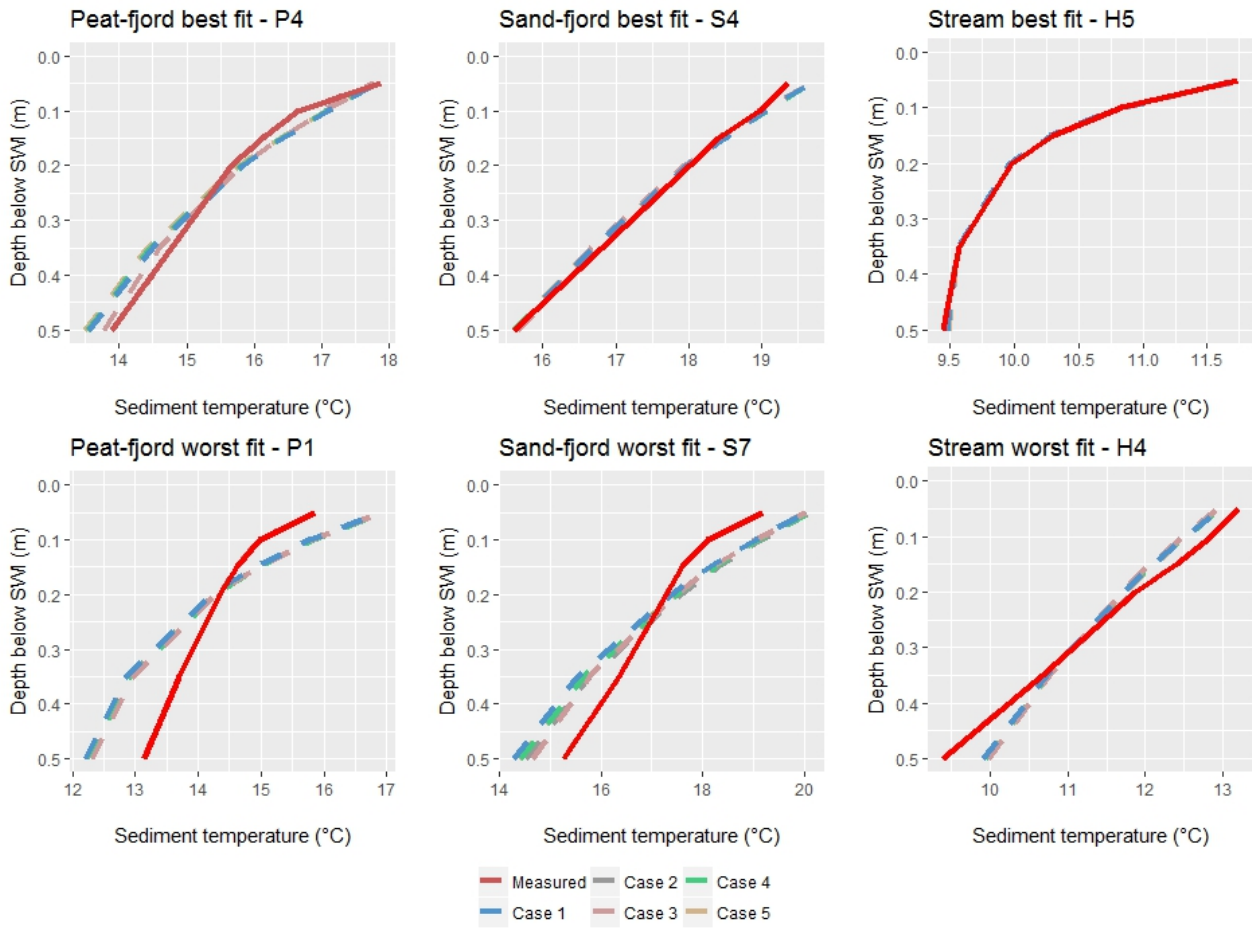 Peat-fjord best fit - P4
Depth below SWI (m)
0.0
0.1
0.2
0.3
0.4
0.5
14 15 16 17 18
Sediment temperature (°C)
Sand-fjord best fit - S4
Depth below SWI (m)
0.0
0.1
0.2
0.3
0.4
0.5
16 17 18 19
Sediment temperature (°C)
Stream best fit - H5
Depth below SWI (m)
0.0
0.1
0.2
0.3
0.4
0.5
9.5 10.0 10.5 11.0 11.5
Sediment temperature (°C)
Peat-fjord worst fit - P1
Depth below SWI (m)
0.0
0.1
0.2
0.3
0.4
0.5
12 13 14 15 16 17
Sediment temperature (°C)
Sand-fjord worst fit - S7
Depth below SWI (m)
0.0
0.1
0.2
0.3
0.4
0.5
14 16 18 20
Sediment temperature (°C)
Stream worst fit - H4
Depth below SWI (m)
0.0
0.1
0.2
0.3
0.4
0.5
10 11 12 13
Sediment temperature (°C)
Measured Case 2 Case 4
Case 1 Case 3 Case 5